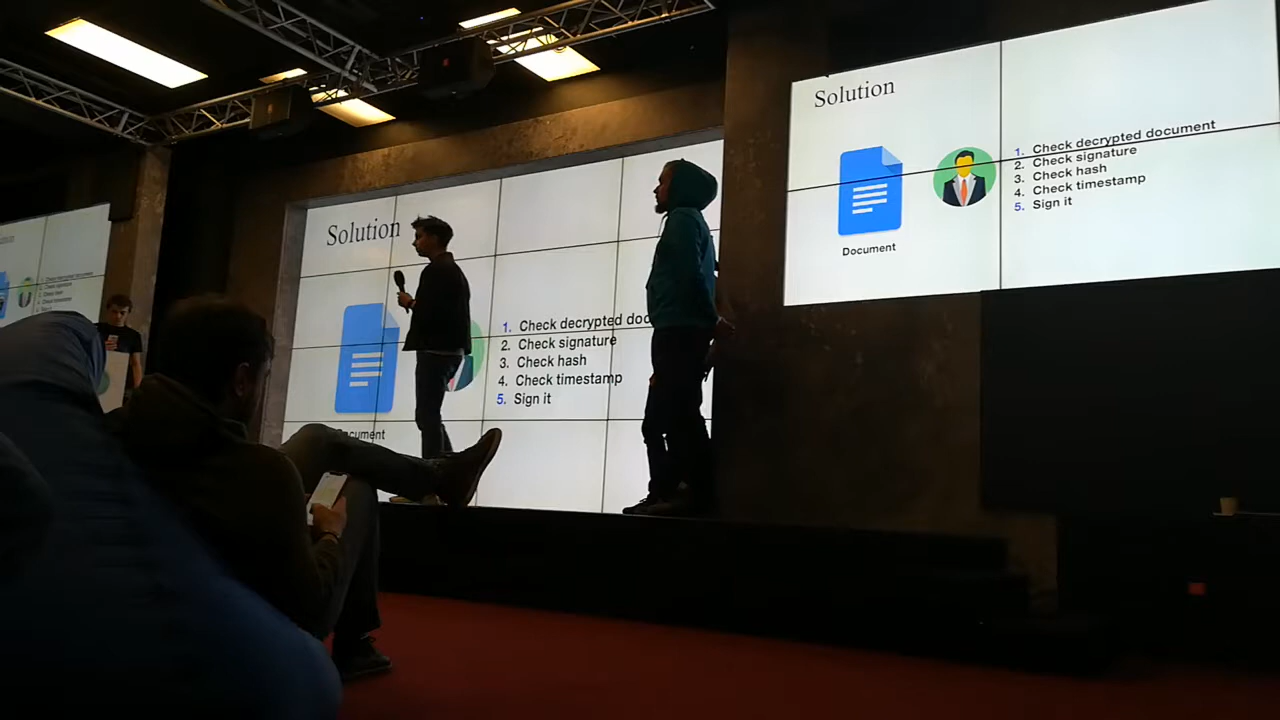 Solution
1. Check decrypted doc
2. Check signature
3. Check hash
4. Check timestamp
5. Sign it
Document
Solution
1. Check decrypted document
2. Check signature
3. Check hash
4. Check timestamp
5. Sign it
Document